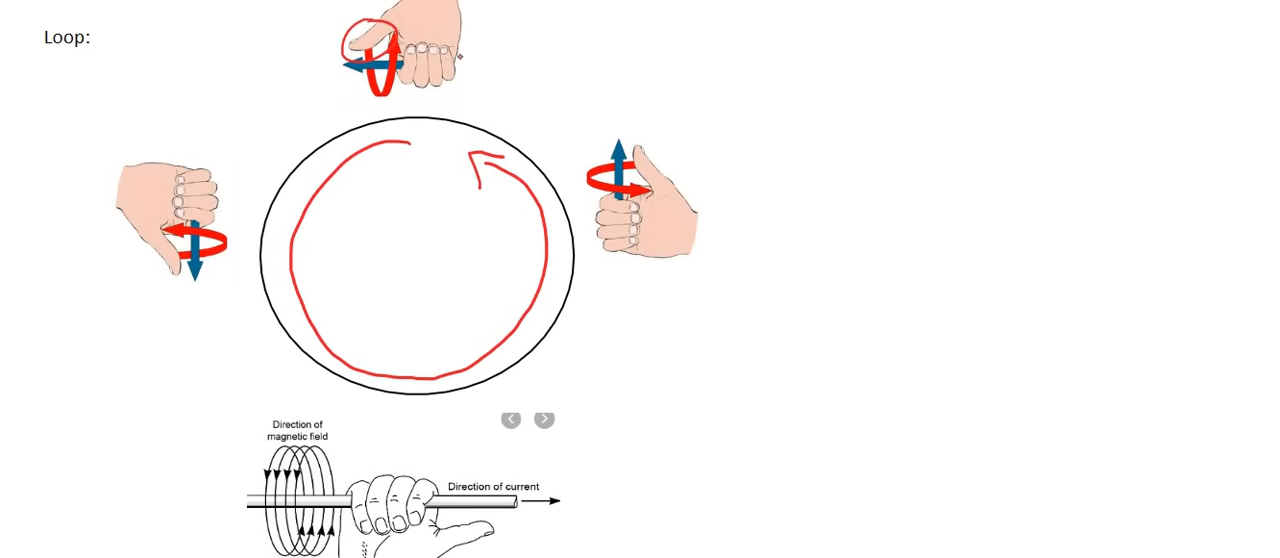 Loop:
Direction of
magnetic field
Direction of current